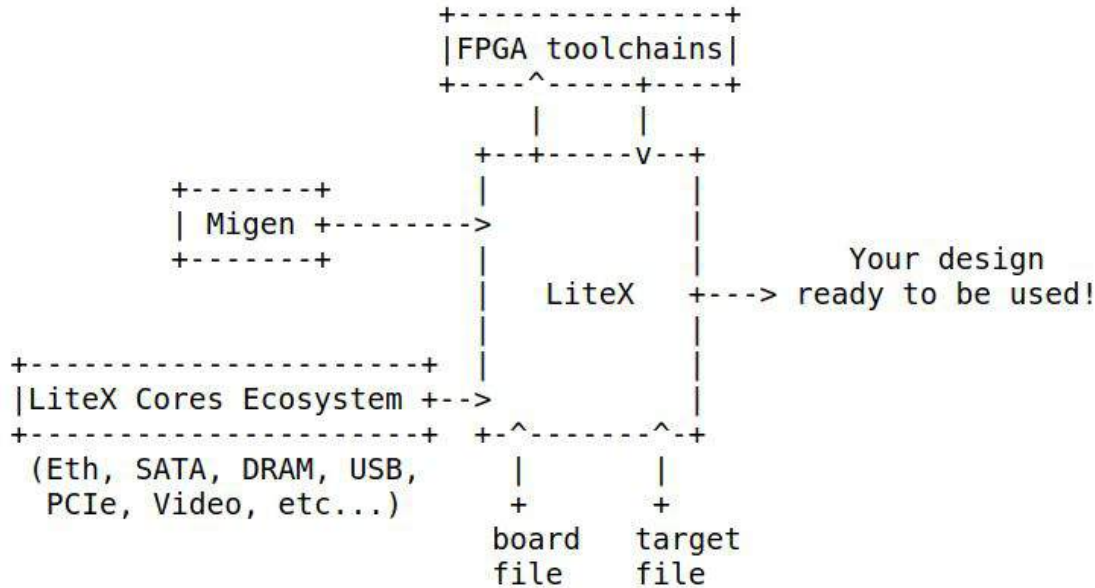 FPGA toolchains
Migen
Your design
LiteX
ready to be used!
LiteX Cores Ecosystem
(Eth, SATA, DRAM, USB,
PCIe, Video, etc...)
board target
file file